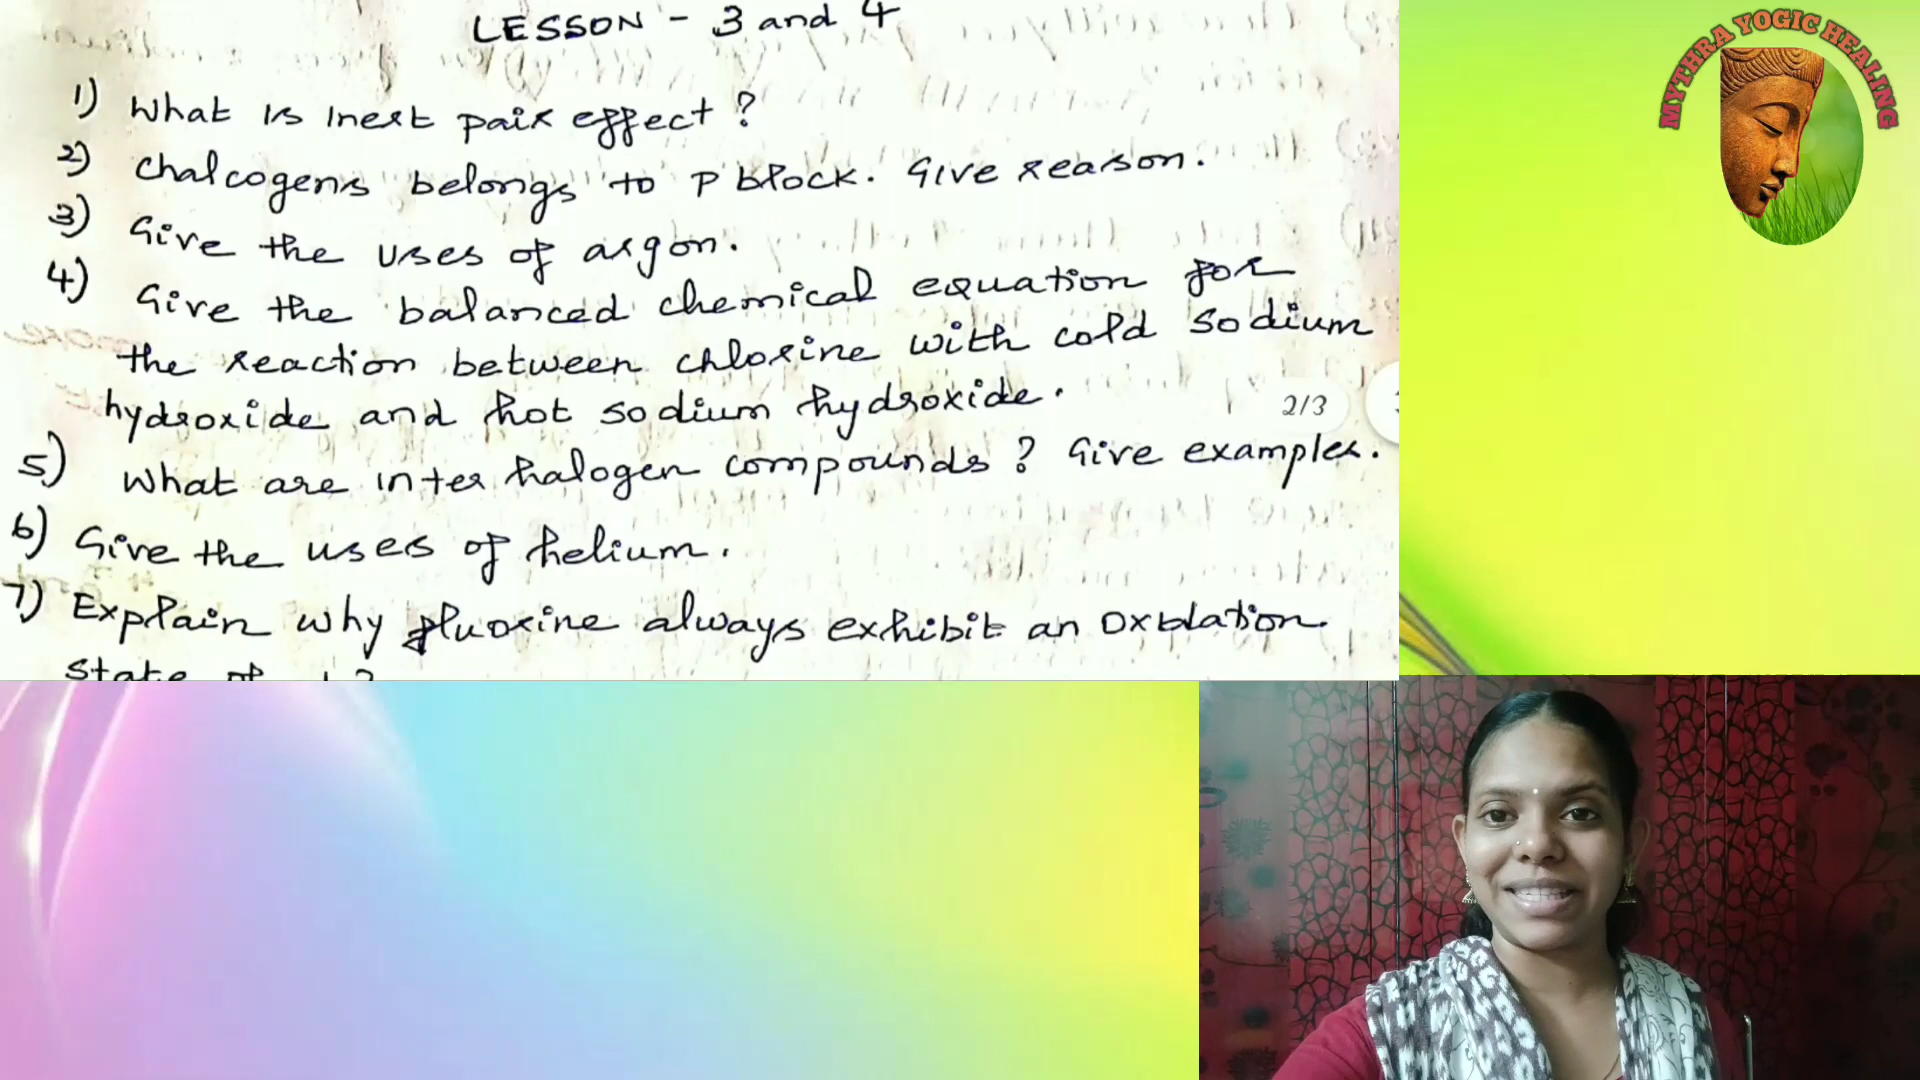 LESSON - 3 and 4
1) What is inert pair effect ?
2) Chalcogens belongs to P block. Give reason.
3) Give the uses of argon.
4) Give the balanced chemical equation for
the reaction between chlorine with cold sodium
hydroxide and hot sodium hydroxide.
2/3
5) What are inter halogen compounds ? Give examples.
6) Give the uses of helium.
7) Explain why fluorine always exhibit an oxidation
state of
MYTHRA YOGIC HEALING